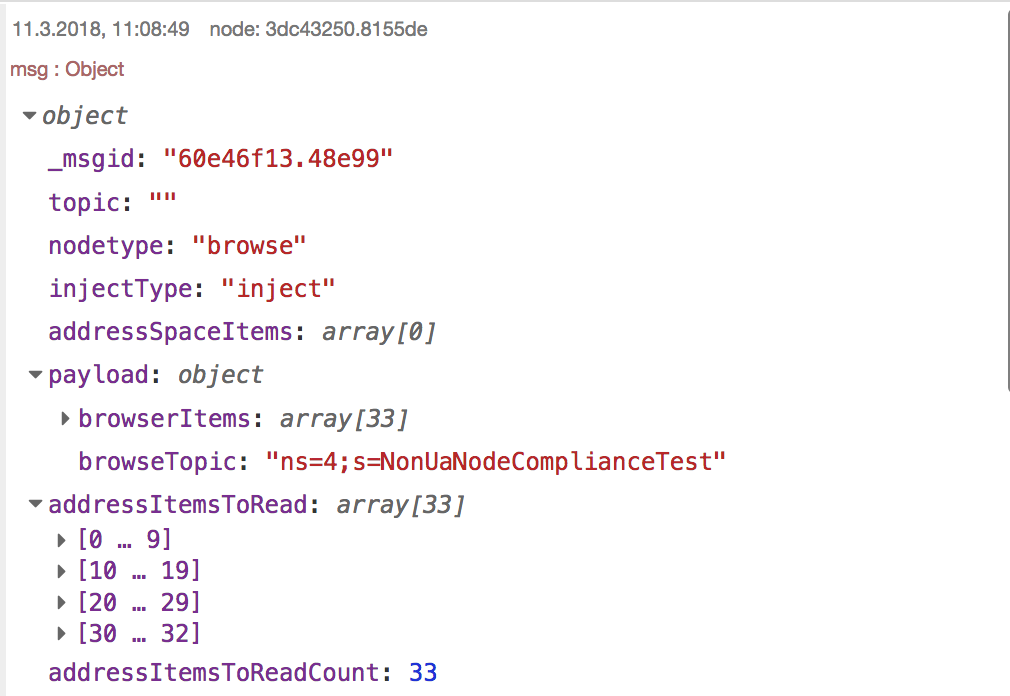 11.3.2018, 11:08:49 node: 3dc43250.8155de
msg : Object
object
_msgid: "60e46f13.48e99"
topic: ""
nodetype: "browse"
injectType: "inject"
addressSpaceItems: array[0]
payload: object
browserItems: array[33]
browseTopic: "ns=4;s=NonUaNodeComplianceTest"
addressItemsToRead: array[33]
[0 … 9]
[10 … 19]
[20 … 29]
[30 … 32]
addressItemsToReadCount: 33